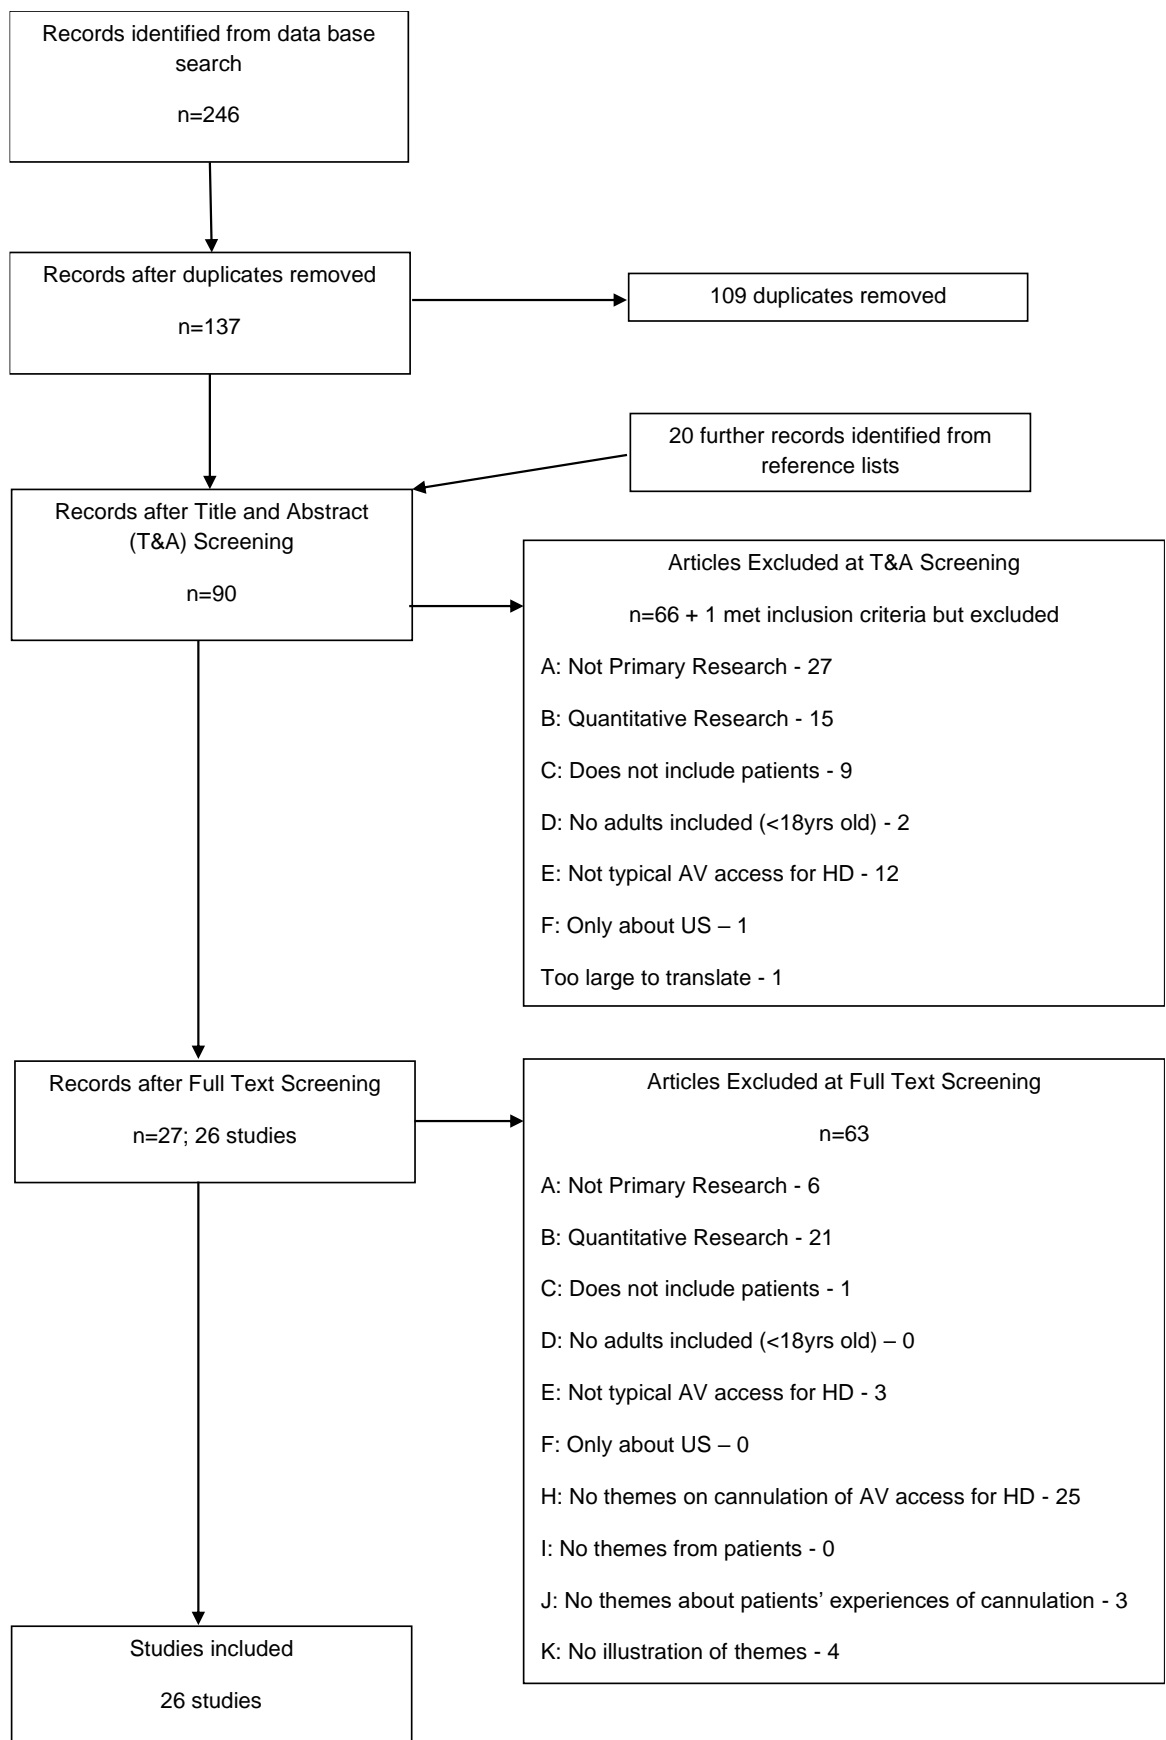 Records identified from data base
search
n=246
Records after duplicates removed
n=137
109 duplicates removed
20 further records identified from
reference lists
Records after Title and Abstract
(T&A) Screening
n=90
Articles Excluded at T&A Screening
n=66 + 1 met inclusion criteria but excluded
A: Not Primary Research - 27
B: Quantitative Research - 15
C: Does not include patients - 9
D: No adults included (<18yrs old) - 2
E: Not typical AV access for HD - 12
F: Only about US – 1
Too large to translate - 1
Records after Full Text Screening
n=27; 26 studies
Articles Excluded at Full Text Screening
n=63
A: Not Primary Research - 6
B: Quantitative Research - 21
C: Does not include patients - 1
D: No adults included (<18yrs old) – 0
E: Not typical AV access for HD - 3
F: Only about US – 0
H: No themes on cannulation of AV access for HD - 25
I: No themes from patients - 0
J: No themes about patients’ experiences of cannulation - 3
K: No illustration of themes - 4
Studies included
26 studies